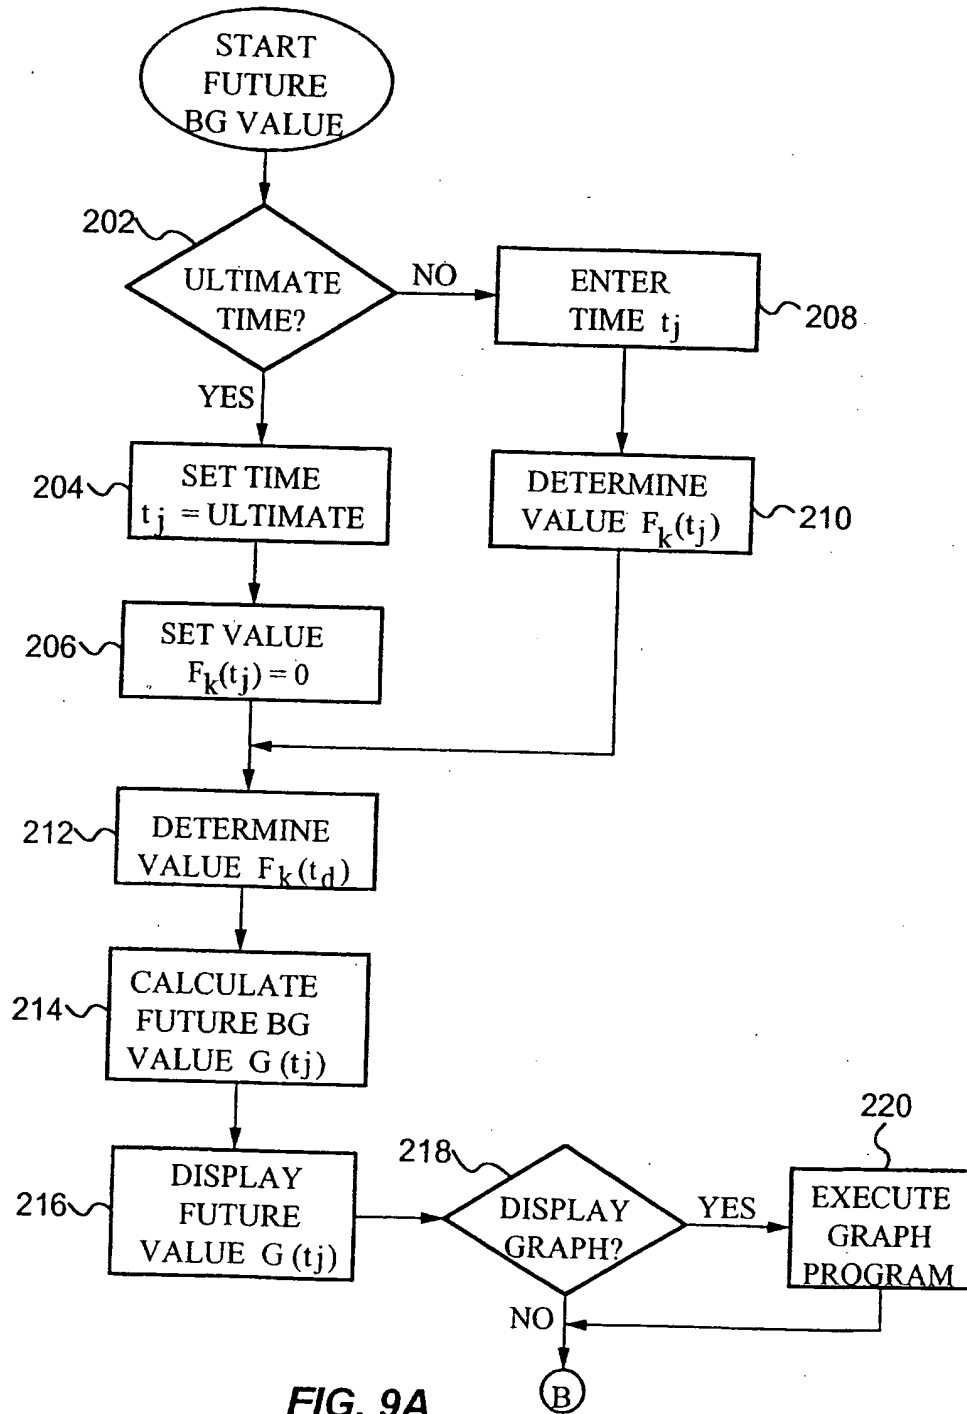 START
FUTURE
BG VALUE
202
ULTIMATE
TIME?
NO
ENTER
TIME tj
208
YES
204
SET TIME
tj = ULTIMATE
DETERMINE
VALUE Fk(tj)
210
206
SET VALUE
Fk(tj) = 0
212
DETERMINE
VALUE Fk(td)
214
CALCULATE
FUTURE BG
VALUE G (tj)
216
DISPLAY
FUTURE
VALUE G (tj)
218
DISPLAY
GRAPH?
YES
220
EXECUTE
GRAPH
PROGRAM
NO
B
FIG. 9A